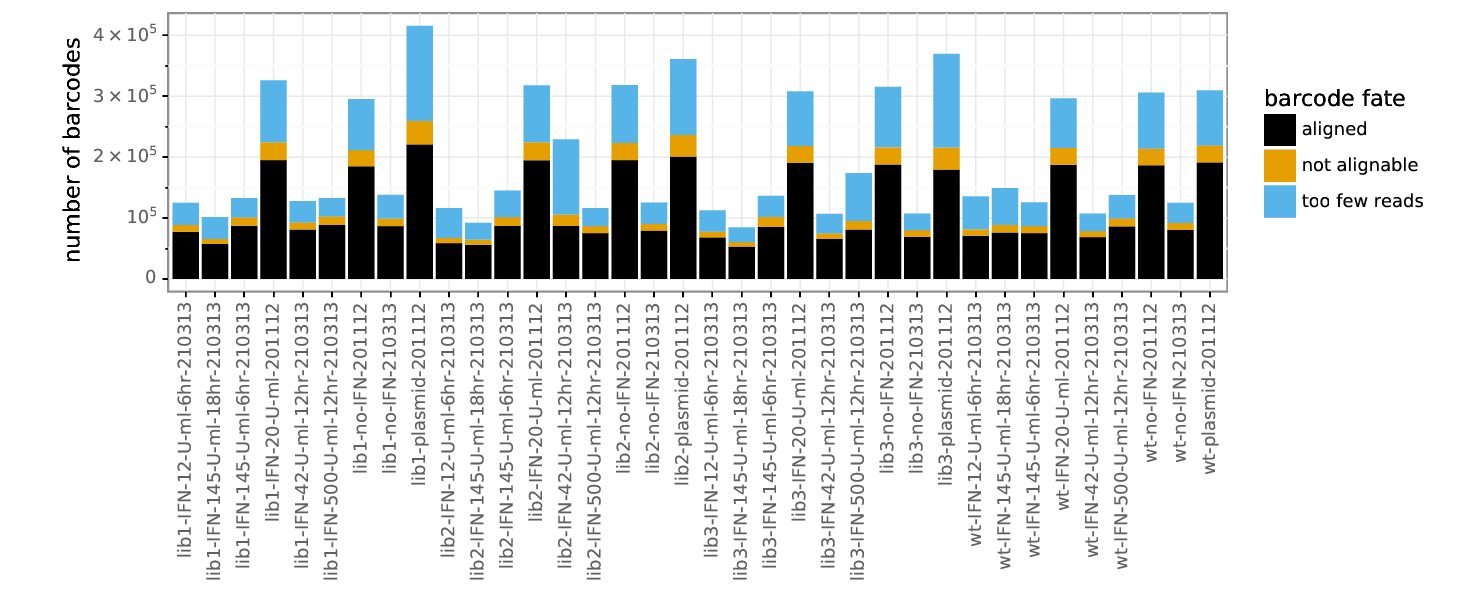 number of barcodes
4 × 10⁵
3 × 10⁵
2 × 10⁵
10⁵
0
lib1-IFN-12-U-ml-6hr-210313
lib1-IFN-145-U-ml-18hr-210313
lib1-IFN-145-U-ml-6hr-210313
lib1-IFN-20-U-ml-201112
lib1-IFN-42-U-ml-12hr-210313
lib1-IFN-500-U-ml-12hr-210313
lib1-no-IFN-201112
lib1-no-IFN-210313
lib1-plasmid-201112
lib2-IFN-12-U-ml-6hr-210313
lib2-IFN-145-U-ml-18hr-210313
lib2-IFN-145-U-ml-6hr-210313
lib2-IFN-20-U-ml-201112
lib2-IFN-42-U-ml-12hr-210313
lib2-IFN-500-U-ml-12hr-210313
lib2-no-IFN-201112
lib2-no-IFN-210313
lib2-plasmid-201112
lib3-IFN-12-U-ml-6hr-210313
lib3-IFN-145-U-ml-18hr-210313
lib3-IFN-145-U-ml-6hr-210313
lib3-IFN-20-U-ml-201112
lib3-IFN-42-U-ml-12hr-210313
lib3-IFN-500-U-ml-12hr-210313
lib3-no-IFN-201112
lib3-no-IFN-210313
lib3-plasmid-201112
wt-IFN-12-U-ml-6hr-210313
wt-IFN-145-U-ml-18hr-210313
wt-IFN-145-U-ml-6hr-210313
wt-IFN-20-U-ml-201112
wt-IFN-42-U-ml-12hr-210313
wt-IFN-500-U-ml-12hr-210313
wt-no-IFN-201112
wt-no-IFN-210313
wt-plasmid-201112
barcode fate
aligned
not alignable
too few reads